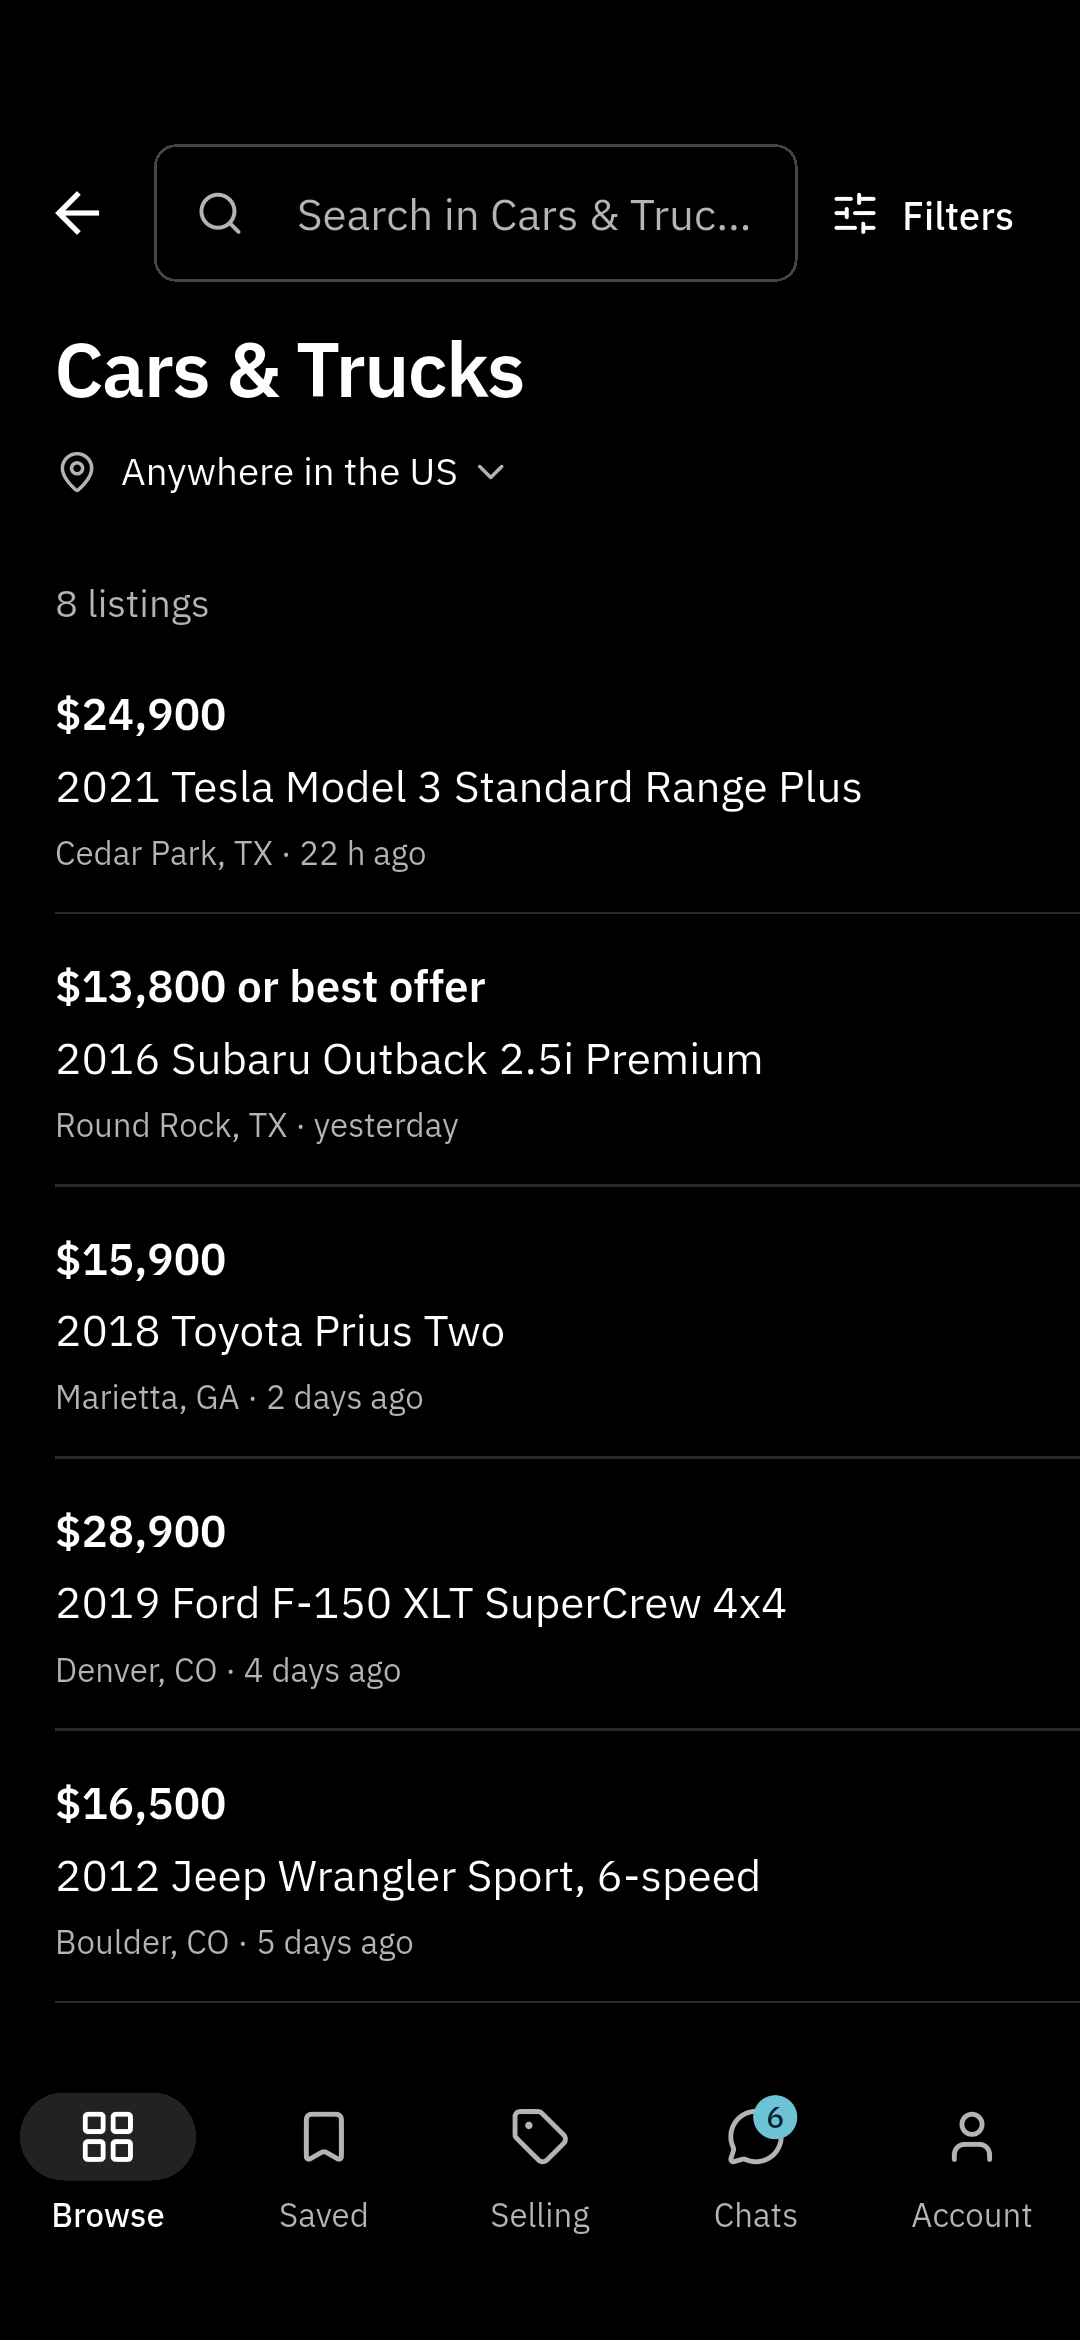 Search in Cars & Truc...
Filters
Cars & Trucks
Anywhere in the US
8 listings
$24,900
2021 Tesla Model 3 Standard Range Plus
Cedar Park, TX · 22 h ago
$13,800 or best offer
2016 Subaru Outback 2.5i Premium
Round Rock, TX · yesterday
$15,900
2018 Toyota Prius Two
Marietta, GA · 2 days ago
$28,900
2019 Ford F-150 XLT SuperCrew 4x4
Denver, CO · 4 days ago
$16,500
2012 Jeep Wrangler Sport, 6-speed
Boulder, CO · 5 days ago
6
Browse
Saved
Selling
Chats
Account